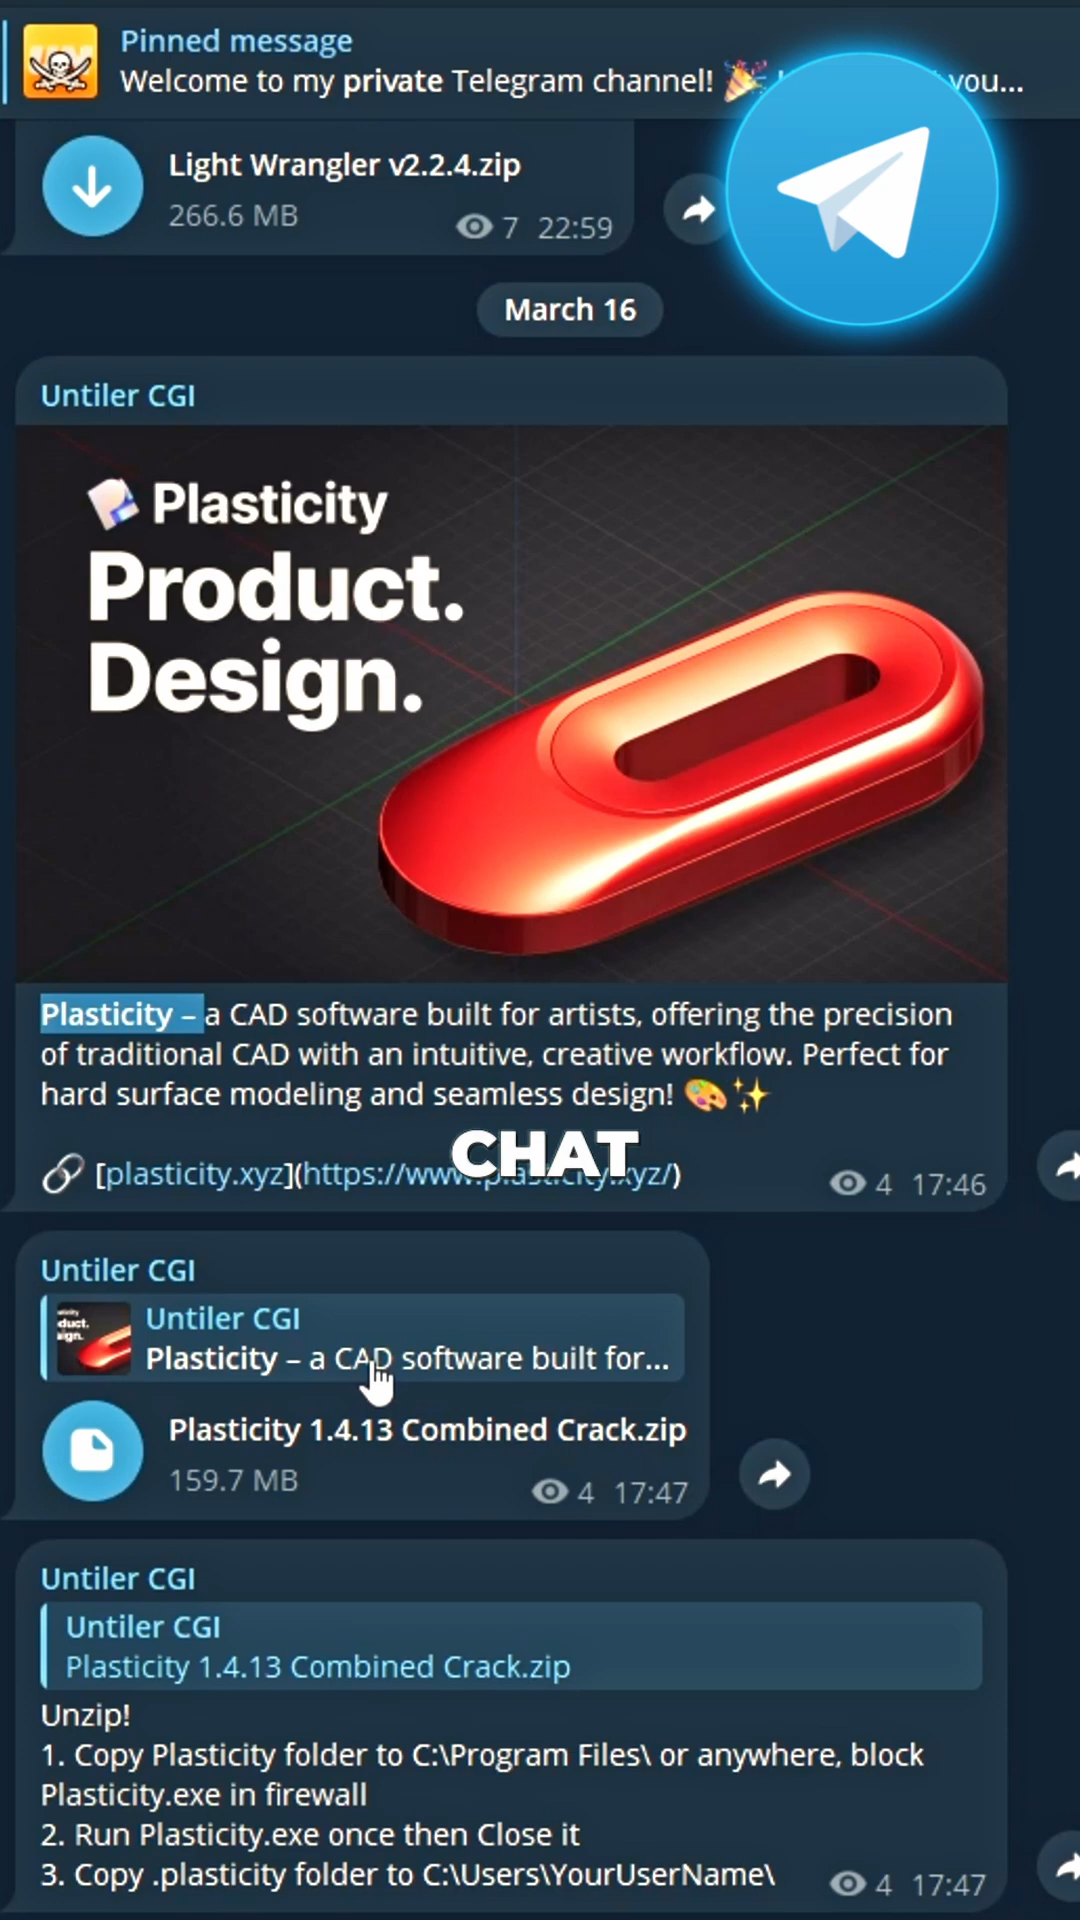 Pinned message
Welcome to my private Telegram channel! 🎉 you...
Light Wrangler v2.2.4.zip
266.6 MB
7 22:59
March 16
Untiler CGI
Plasticity
Product.
Design.
Plasticity – a CAD software built for artists, offering the precision
of traditional CAD with an intuitive, creative workflow. Perfect for
hard surface modeling and seamless design! 🎨✨
CHAT
🔗 [plasticity.xyz](https://www.plasticity.xyz/)
4 17:46
Untiler CGI
Untiler CGI
Plasticity – a CAD software built for...
Plasticity 1.4.13 Combined Crack.zip
159.7 MB
4 17:47
Untiler CGI
Untiler CGI
Plasticity 1.4.13 Combined Crack.zip
Unzip!
1. Copy Plasticity folder to C:\Program Files\ or anywhere, block
Plasticity.exe in firewall
2. Run Plasticity.exe once then Close it
3. Copy .plasticity folder to C:\Users\YourUserName\
4 17:47